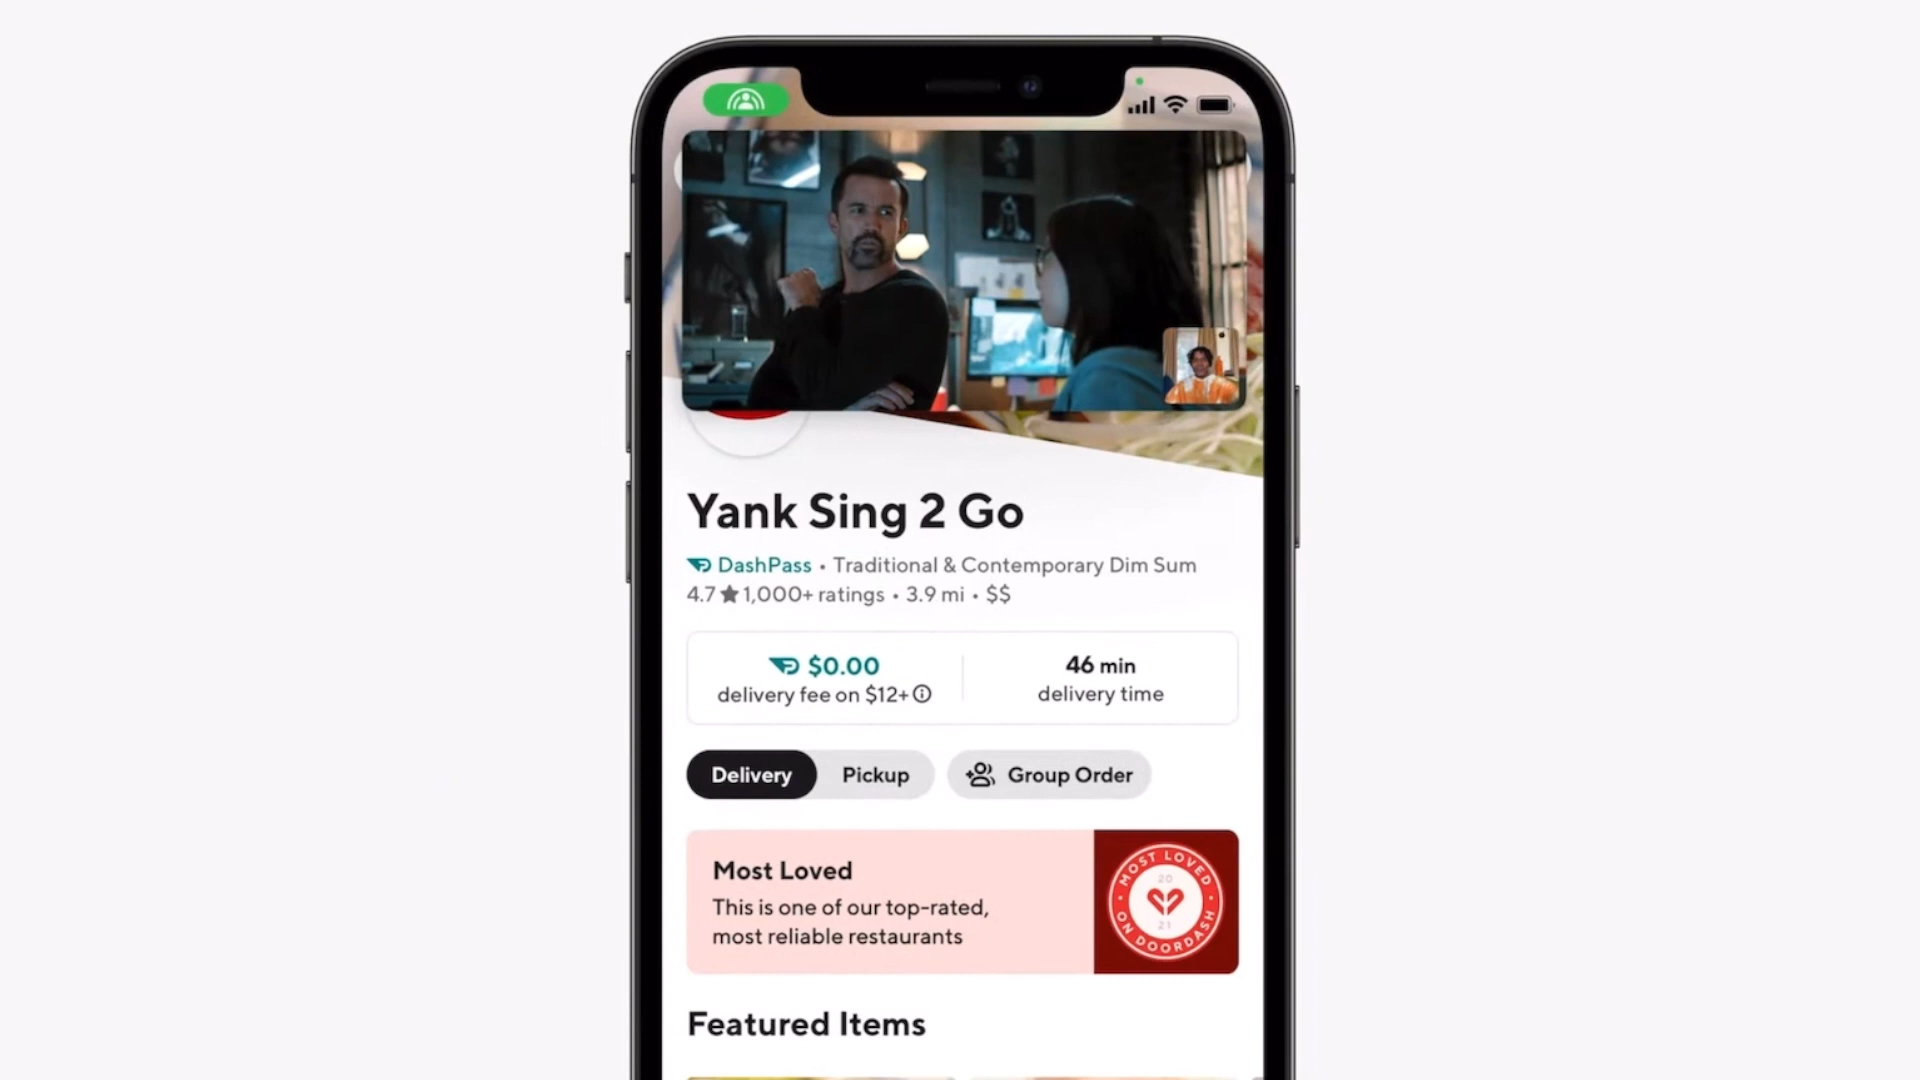 Yank Sing 2 Go
DashPass • Traditional & Contemporary Dim Sum
4.7★1,000+ ratings • 3.9 mi • $$
$0.00
delivery fee on $12+
46 min
delivery time
Delivery
Pickup
Group Order
Most Loved
This is one of our top-rated,
most reliable restaurants
MOST LOVED
20
21
ON DOORDASH
Featured Items